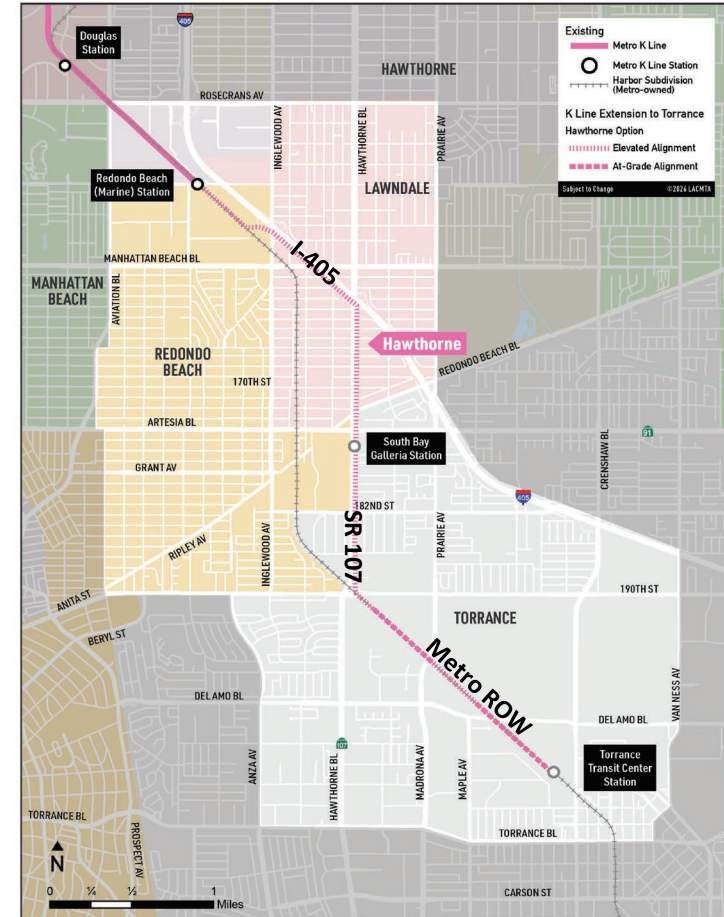 405
Douglas
Station
HAWTHORNE
ROSECRANS AV
INGLEWOOD AV
HAWTHORNE BL
PRAIRIE AV
Existing
Metro K Line
Metro K Line Station
Harbor Subdivision
(Metro-owned)
K Line Extension to Torrance
Hawthorne Option
Elevated Alignment
At-Grade Alignment
Subject to Change
©2026 LACMTA
Redondo Beach
(Marine) Station
LAWNDALE
I-405
MANHATTAN BEACH BL
MANHATTAN
BEACH
AVIATION BL
REDONDO
BEACH
Hawthorne
REDONDO BEACH BL
170TH ST
ARTESIA BL
South Bay
Galleria Station
91
CRENSHAW BL
GRANT AV
405
182ND ST
SR 107
PRAIRIE AV
INGLEWOOD AV
RIPLEY AV
190TH ST
ANITA ST
BERYL ST
TORRANCE
Metro ROW
VAN NESS AV
DEL AMO BL
DEL AMO BL
107
ANZA AV
HAWTHORNE BL
MADRONA AV
MAPLE AV
Torrance
Transit Center
Station
TORRANCE BL
PROSPECT AV
TORRANCE BL
N
CARSON ST
0 ¼ ½ 1
Miles